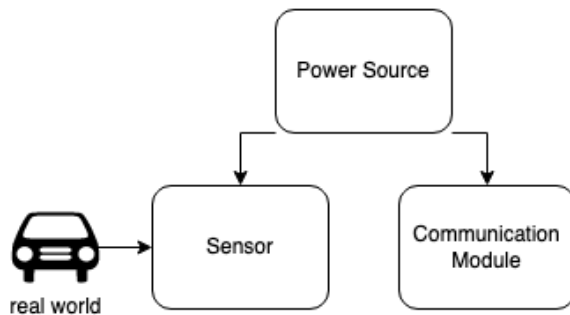 Power Source
Sensor
Communication
Module
real world